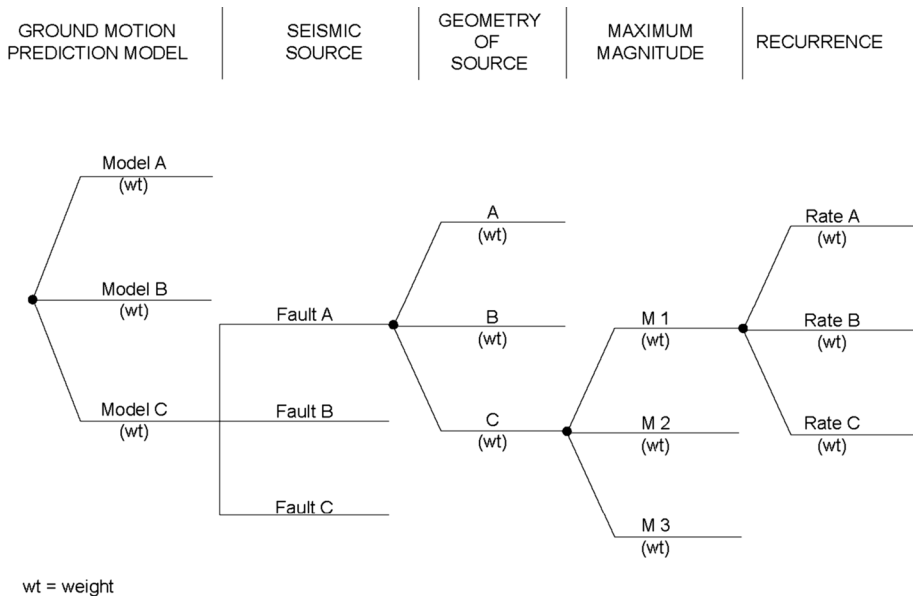 GROUND MOTION
PREDICTION MODEL
SEISMIC
SOURCE
GEOMETRY
OF
SOURCE
MAXIMUM
MAGNITUDE
RECURRENCE
Model A
(wt)
Model B
(wt)
Model C
(wt)
Fault A
Fault B
Fault C
A
(wt)
B
(wt)
C
(wt)
M 1
(wt)
M 2
(wt)
M 3
(wt)
Rate A
(wt)
Rate B
(wt)
Rate C
(wt)
wt = weight